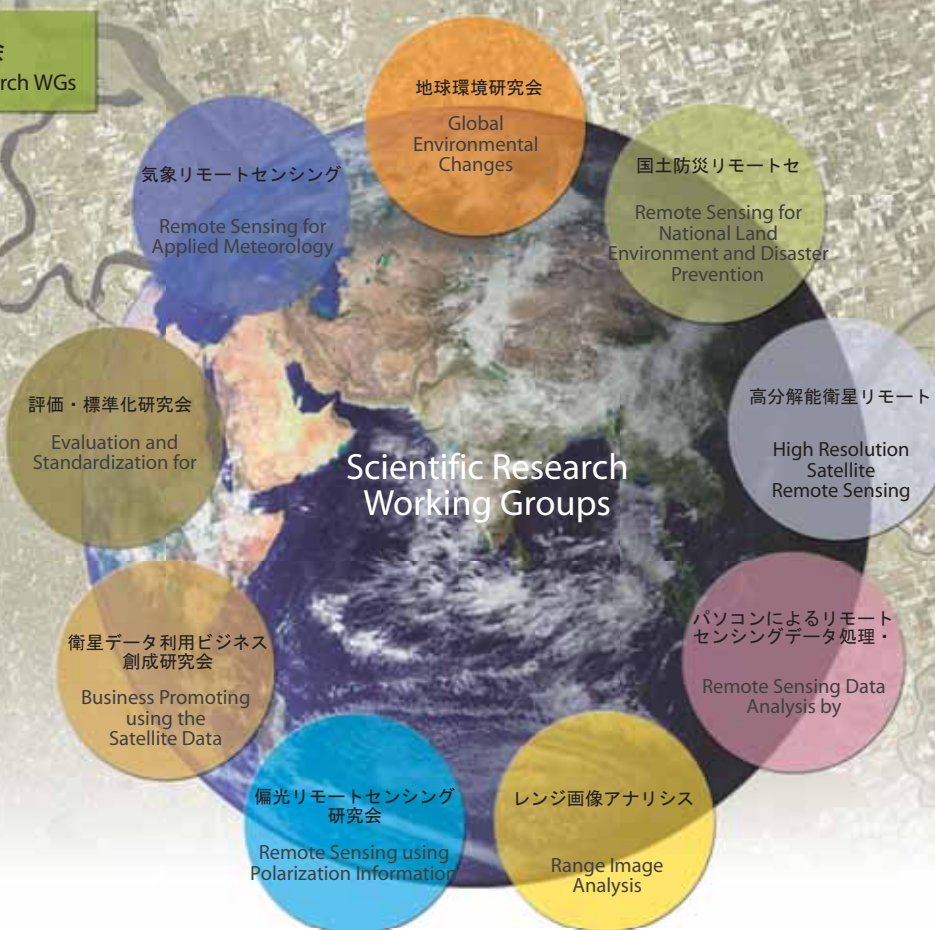 会
rch WGs
地球環境研究会
Global
Environmental
Changes
気象リモートセンシング
Remote Sensing for
Applied Meteorology
国土防災リモートセ
Remote Sensing for
National Land
Environment and Disaster
Prevention
評価・標準化研究会
Evaluation and
Standardization for
高分解能衛星リモート
High Resolution
Satellite
Remote Sensing
Scientific Research
Working Groups
衛星データ利用ビジネス
創成研究会
Business Promoting
using the
Satellite Data
パソコンによるリモート
センシングデータ処理・
Remote Sensing Data
Analysis by
偏光リモートセンシング
研究会
Remote Sensing using
Polarization Information
レンジ画像アナリシス
Range Image
Analysis